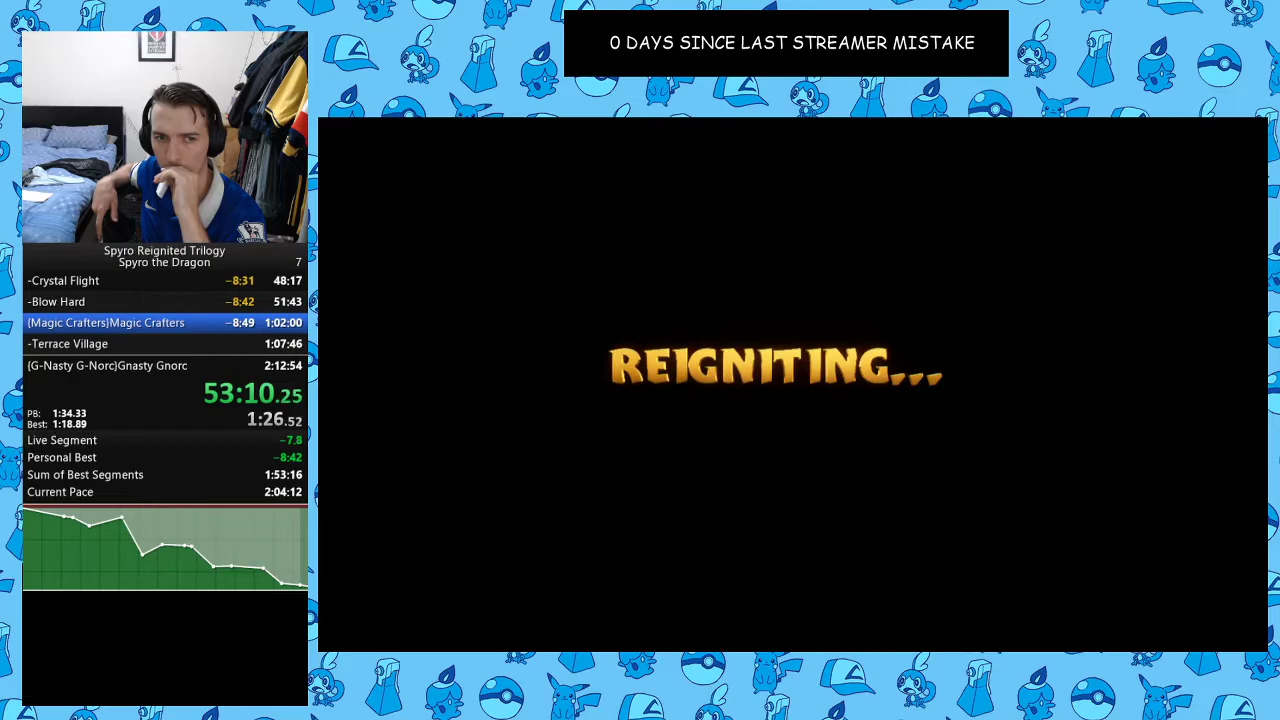 0 DAYS SINCE LAST STREAMER MISTAKE
Spyro Reignited Trilogy
Spyro the Dragon 7
-Crystal Flight −8:31 48:17
-Blow Hard −8:42 51:43
{Magic Crafters}Magic Crafters −8:49 1:02:00
-Terrace Village 1:07:46
{G-Nasty G-Norc}Gnasty Gnorc 2:12:54
53:10.25
PB: 1:34.33 1:26.52
Best: 1:18.89
Live Segment −7.8
Personal Best −8:42
Sum of Best Segments 1:53:16
Current Pace 2:04:12
REIGNITING...